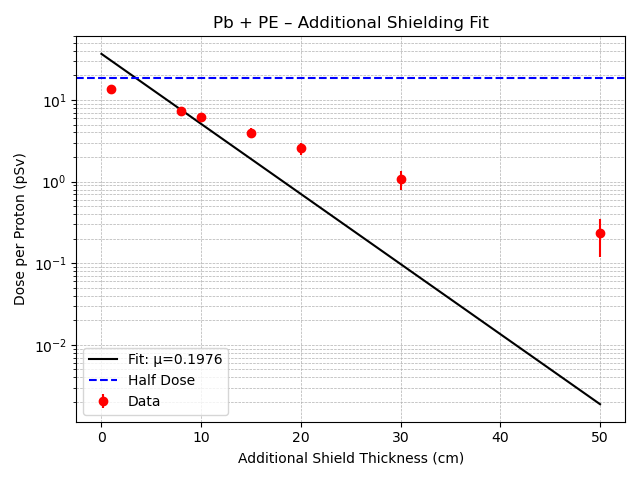 Pb + PE – Additional Shielding Fit
Dose per Proton (pSv)
10¹
10⁰
10⁻¹
10⁻²
Fit: μ=0.1976
Half Dose
Data
0 10 20 30 40 50
Additional Shield Thickness (cm)